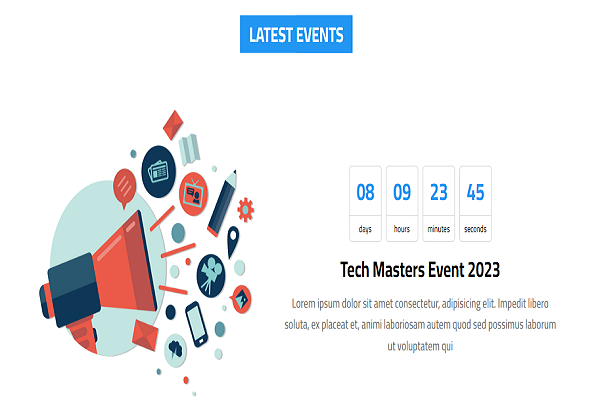 LATEST EVENTS
08 09 23 45
days hours minutes seconds
Tech Masters Event 2023
Lorem ipsum dolor sit amet consectetur, adipisicing elit. Impedit libero
soluta, ex placeat et, animi laboriosam autem quod sed possimus laborum
ut voluptatem qui